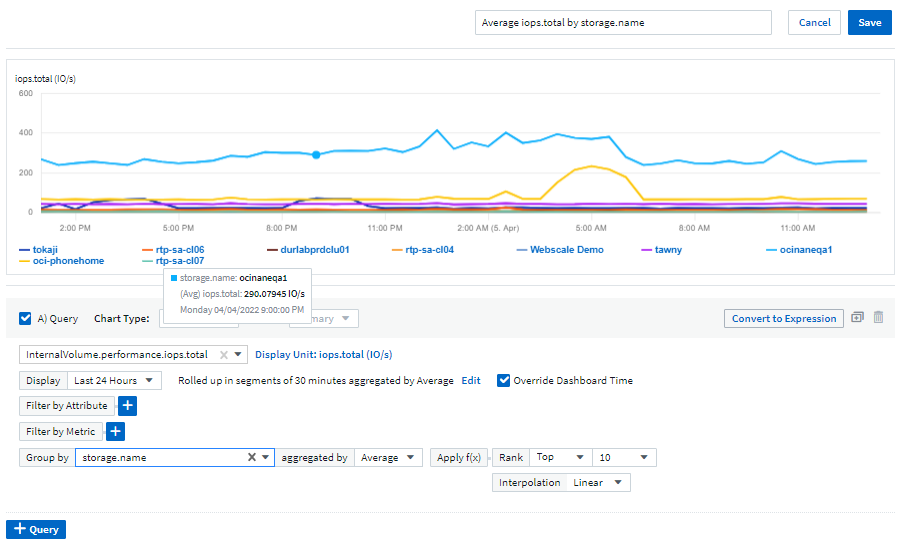 Average iops.total by storage.name
Cancel
Save
iops.total (IO/s)
600
400
200
0
2:00 PM 5:00 PM 8:00 PM 11:00 PM 2:00 AM (5. Apr) 5:00 AM 8:00 AM 11:00 AM
tokaji rtp-sa-cl06 durlabprdclu01 rtp-sa-cl04 Webscale Demo tawny ocinaneqa1
oci-phonehome rtp-sa-cl07
storage.name: ocinaneqa1
(Avg) iops.total: 290.07945 IO/s
Monday 04/04/2022 9:00:00 PM
A) Query Chart Type: Convert to Expression
InternalVolume.performance.iops.total Display Unit: iops.total (IO/s)
Display Last 24 Hours Rolled up in segments of 30 minutes aggregated by Average Edit Override Dashboard Time
Filter by Attribute
Filter by Metric
Group by storage.name aggregated by Average Apply f(x) Rank Top 10
Interpolation Linear
Query